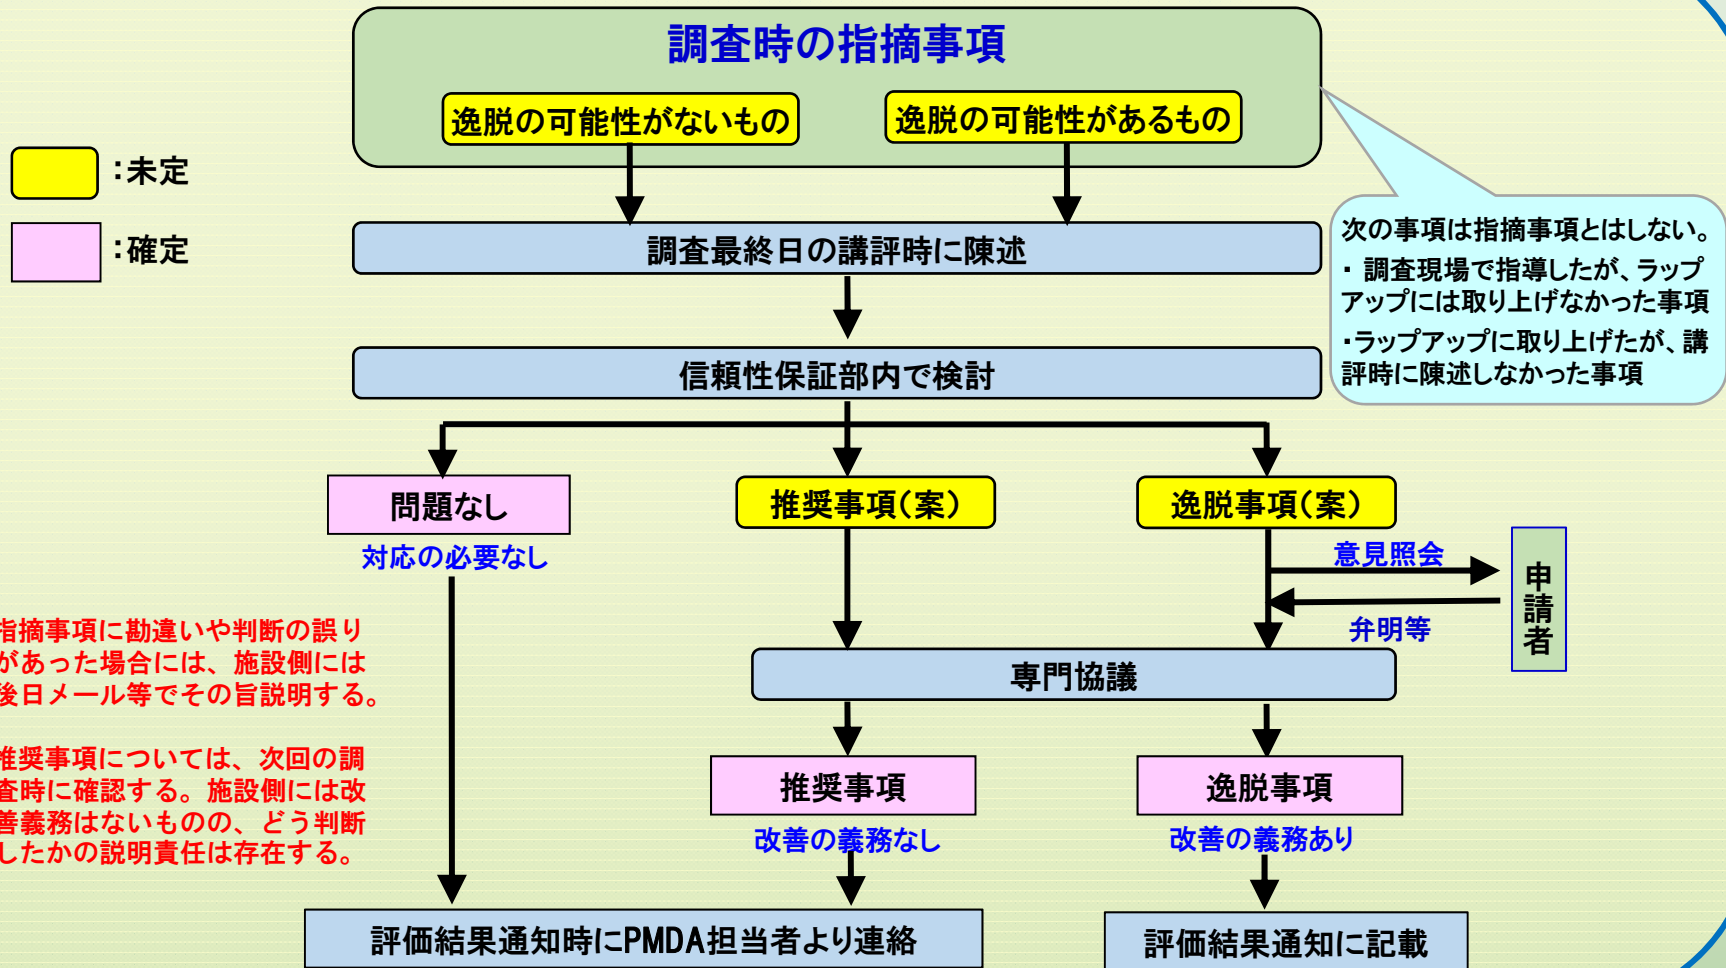 調査時の指摘事項
逸脱の可能性がないもの
逸脱の可能性があるもの
：未定
：確定
調査最終日の講評時に陳述
次の事項は指摘事項とはしない。
・ 調査現場で指導したが、ラップ
アップには取り上げなかった事項
・ラップアップに取り上げたが、講
評時に陳述しなかった事項
信頼性保証部内で検討
問題なし
対応の必要なし
推奨事項（案）
逸脱事項（案）
意見照会
弁明等
申請者
指摘事項に勘違いや判断の誤り
があった場合には、施設側には
後日メール等でその旨説明する。
推奨事項については、次回の調
査時に確認する。施設側には改
善義務はないものの、どう判断
したかの説明責任は存在する。
専門協議
推奨事項
改善の義務なし
逸脱事項
改善の義務あり
評価結果通知時にPMDA担当者より連絡
評価結果通知に記載